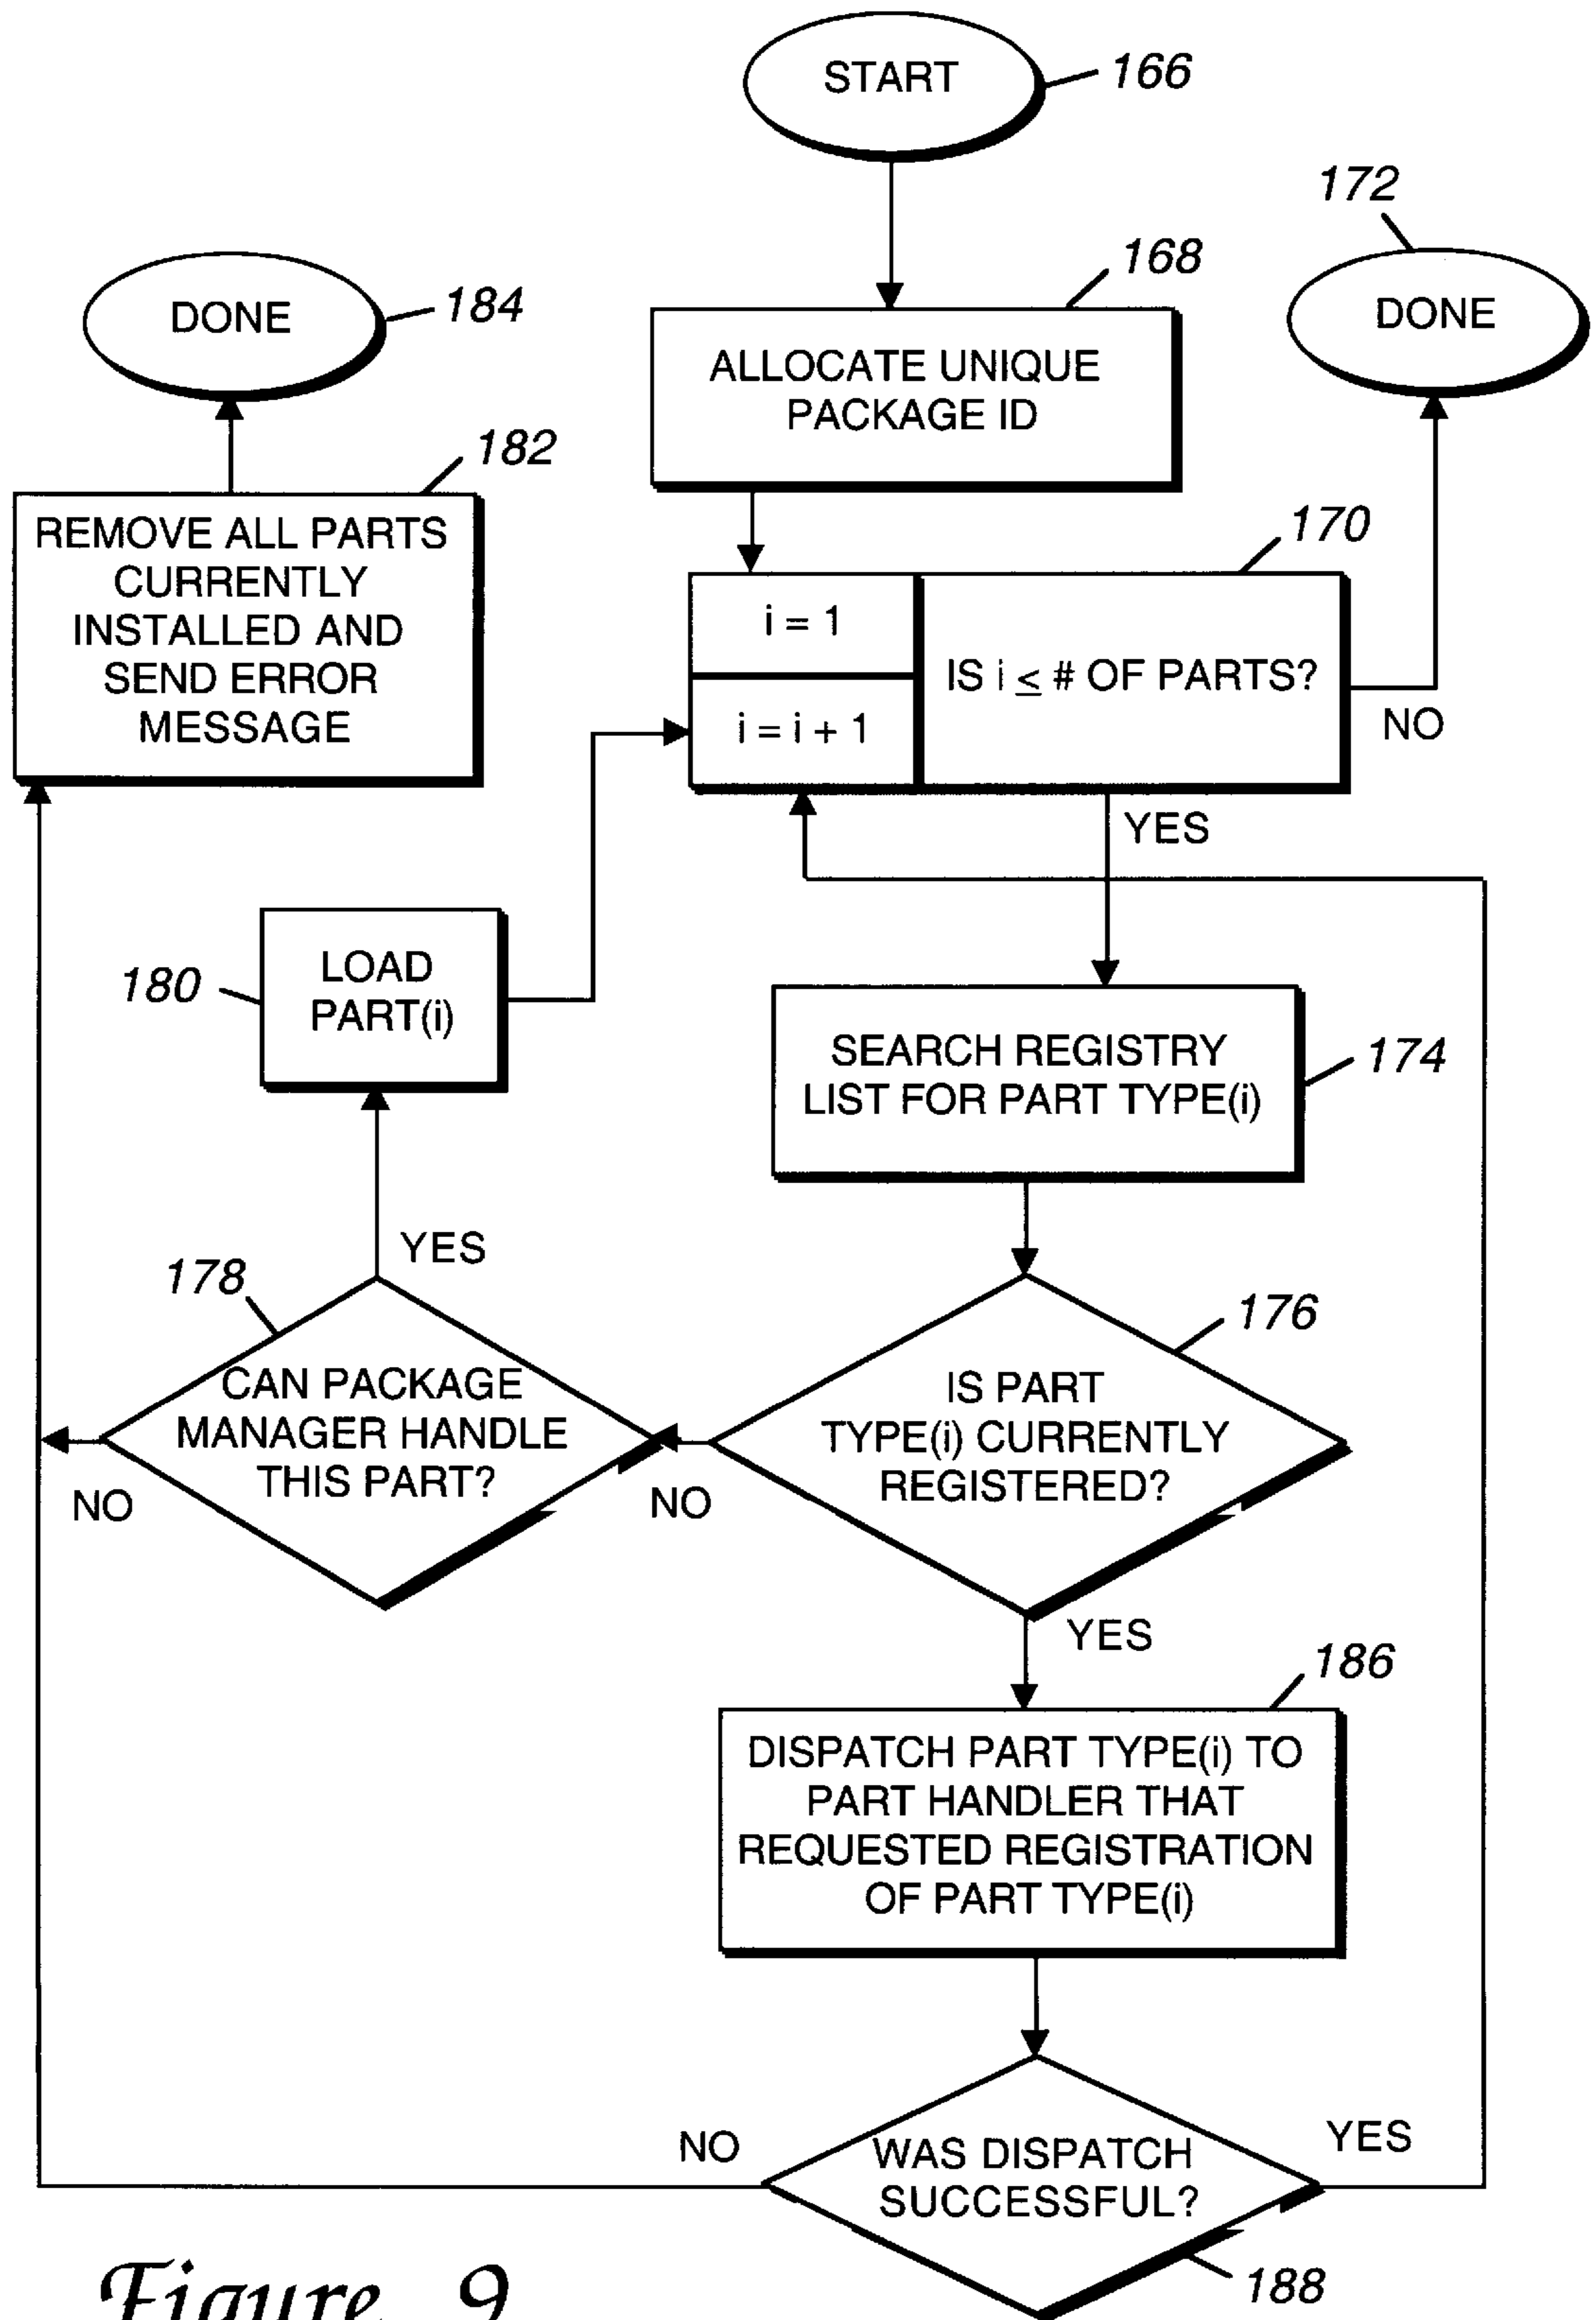 START
166
172
DONE
184
168
DONE
ALLOCATE UNIQUE
PACKAGE ID
182
REMOVE ALL PARTS
CURRENTLY
INSTALLED AND
SEND ERROR
MESSAGE
170
i = 1
i = i + 1
IS i ≤ # OF PARTS?
NO
YES
180
LOAD
PART(i)
SEARCH REGISTRY
LIST FOR PART TYPE(i)
174
YES
178
CAN PACKAGE
MANAGER HANDLE
THIS PART?
NO
176
IS PART
TYPE(i) CURRENTLY
REGISTERED?
NO
YES
186
DISPATCH PART TYPE(i) TO
PART HANDLER THAT
REQUESTED REGISTRATION
OF PART TYPE(i)
NO
WAS DISPATCH
SUCCESSFUL?
YES
188
Figure 9